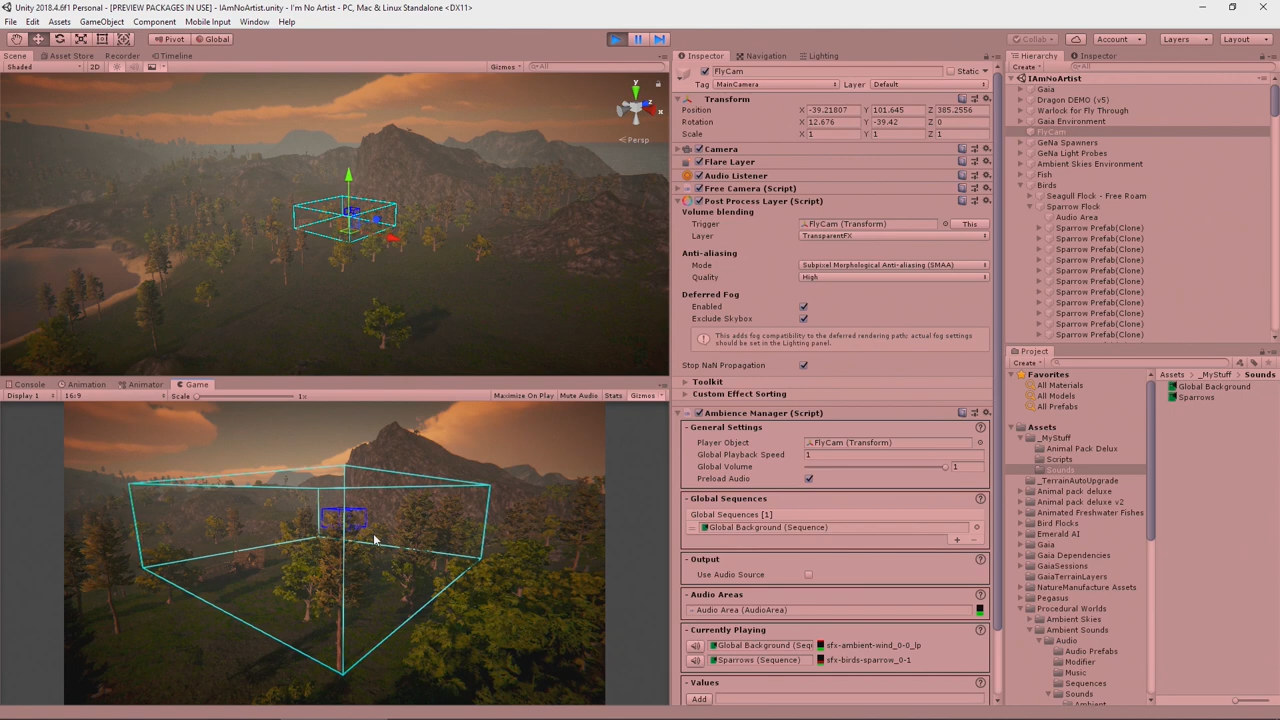 Unity 2018.4.6f1 Personal - [PREVIEW PACKAGES IN USE] - IAmNoArtist.unity - I'm No Artist - PC, Mac & Linux Standalone <DX11>
File Edit Assets GameObject Component Mobile Input Window Help
Pivot Global Collab Account Layers Layout
Scene Asset Store Recorder Timeline
Shaded 2D Gizmos All
y
z
x
Persp
Console Animation Animator Game
Display 1 16:9 Scale 1x Maximize On Play Mute Audio Stats Gizmos
Inspector Navigation Lighting
FlyCam Static
Tag MainCamera Layer Default
Transform
Position X -39.21807 Y 101.645 Z 385.2556
Rotation X 12.676 Y -39.42 Z 0
Scale X 1 Y 1 Z 1
Camera
Flare Layer
Audio Listener
Free Camera (Script)
Post Process Layer (Script)
Volume blending
Trigger FlyCam (Transform) This
Layer TransparentFX
Anti-aliasing
Mode Subpixel Morphological Anti-aliasing (SMAA)
Quality High
Deferred Fog
Enabled
Exclude Skybox
This adds fog compatibility to the deferred rendering path; actual fog settings
should be set in the Lighting panel.
Stop NaN Propagation
Toolkit
Custom Effect Sorting
Ambience Manager (Script)
- General Settings
Player Object FlyCam (Transform)
Global Playback Speed 1
Global Volume 1
Preload Audio
- Global Sequences
Global Sequences [1]
Global Background (Sequence)
+ -
- Output
Use Audio Source
- Audio Areas
- Audio Area (AudioArea)
- Currently Playing
Global Background (Sequ sfx-ambient-wind_0-0_lp
Sparrows (Sequence) sfx-birds-sparrow_0-1
- Values
Add
Hierarchy Inspector
Create All
IAmNoArtist
Gaia
Dragon DEMO (v5)
Warlock for Fly Through
Gaia Environment
FlyCam
GeNa Spawners
GeNa Light Probes
Ambient Skies Environment
Fish
Birds
Seagull Flock - Free Roam
Sparrow Flock
Audio Area
Sparrow Prefab(Clone)
Sparrow Prefab(Clone)
Sparrow Prefab(Clone)
Sparrow Prefab(Clone)
Sparrow Prefab(Clone)
Sparrow Prefab(Clone)
Sparrow Prefab(Clone)
Sparrow Prefab(Clone)
Sparrow Prefab(Clone)
Sparrow Prefab(Clone)
Sparrow Prefab(Clone)
Project
Create
Favorites
All Materials
All Models
All Prefabs
Assets
_MyStuff
Animal Pack Delux
Scripts
Sounds
_TerrainAutoUpgrade
Animal pack deluxe
Animal pack deluxe v2
Animated Freshwater Fishes
Bird Flocks
Emerald AI
Gaia
Gaia Dependencies
GaiaSessions
GaiaTerrainLayers
NatureManufacture Assets
Pegasus
Procedural Worlds
Ambient Skies
Ambient Sounds
Audio
Audio Prefabs
Modifier
Music
Sequences
Sounds
Ambient
Assets _MyStuff Sounds
Global Background
Sparrows